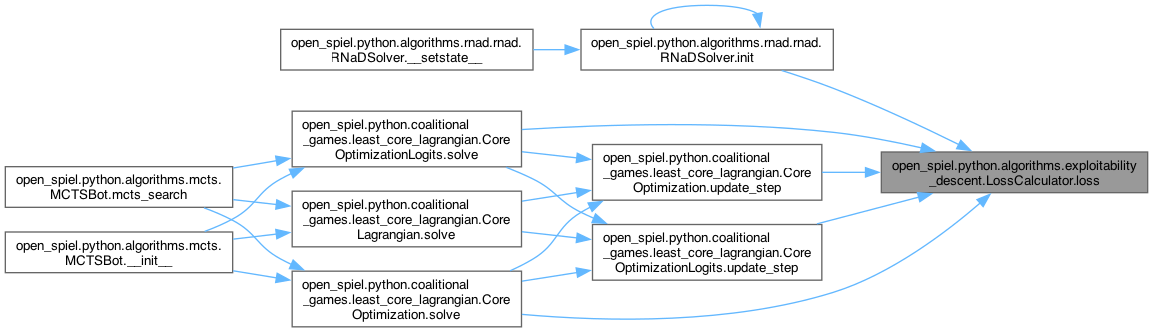 open_spiel.python.algorithms.rnad.rnad.
RNaDSolver.__setstate__
open_spiel.python.algorithms.rnad.rnad.
RNaDSolver.init
open_spiel.python.coalitional
_games.least_core_lagrangian.Core
OptimizationLogits.solve
open_spiel.python.coalitional
_games.least_core_lagrangian.Core
Optimization.update_step
open_spiel.python.algorithms.exploitability
_descent.LossCalculator.loss
open_spiel.python.algorithms.mcts.
MCTSBot.mcts_search
open_spiel.python.coalitional
_games.least_core_lagrangian.Core
Lagrangian.solve
open_spiel.python.algorithms.mcts.
MCTSBot.__init__
open_spiel.python.coalitional
_games.least_core_lagrangian.Core
OptimizationLogits.update_step
open_spiel.python.coalitional
_games.least_core_lagrangian.Core
Optimization.solve